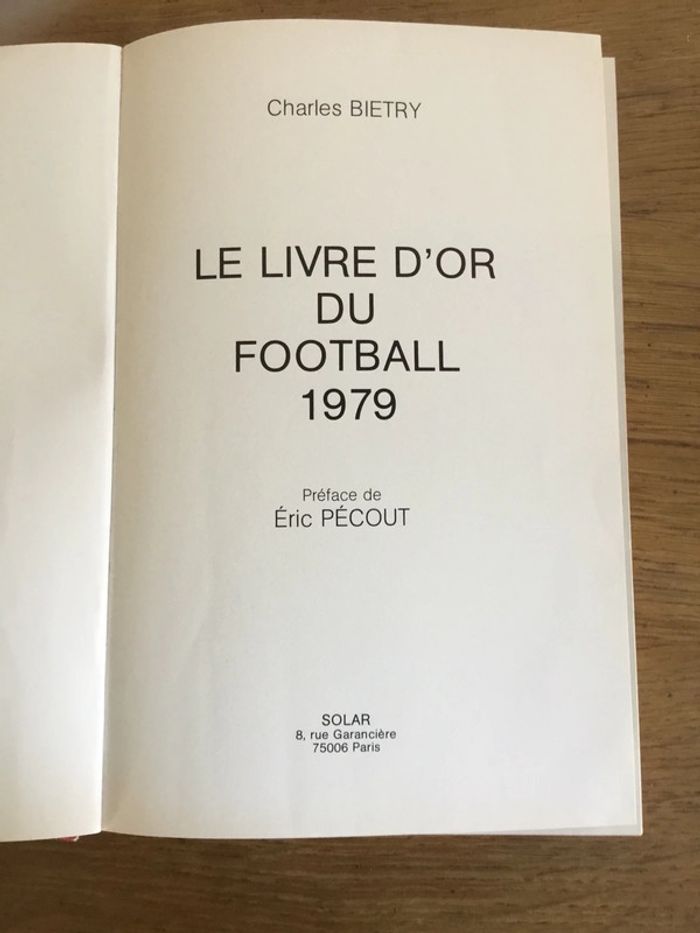 Charles BIETRY
LE LIVRE D'OR
DU
FOOTBALL
1979
Préface de
Éric PÉCOUT
SOLAR
8, rue Garancière
75006 Paris